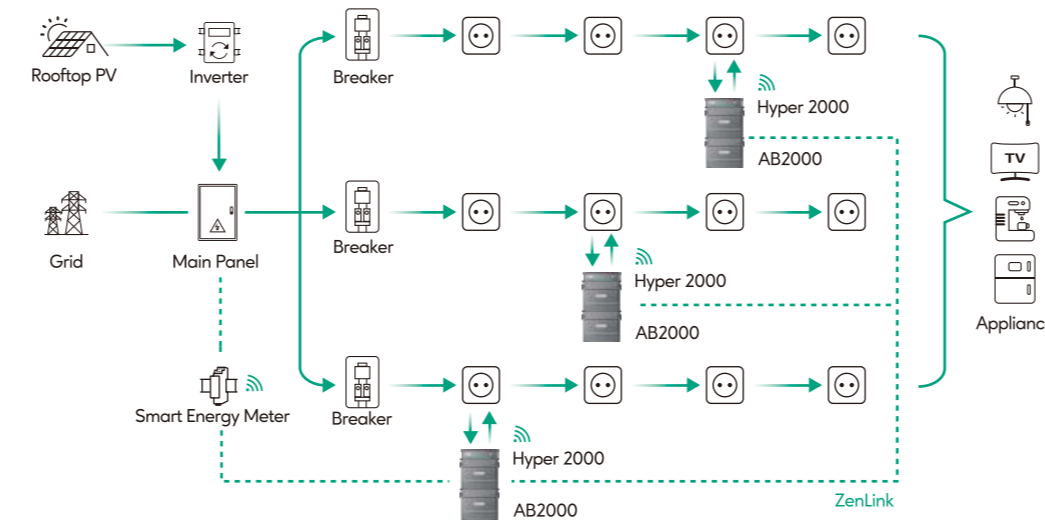 Rooftop PV
Inverter
Breaker
Hyper 2000
AB2000
TV
Grid
Main Panel
Breaker
Hyper 2000
AB2000
Applianc
Smart Energy Meter
Breaker
Hyper 2000
AB2000
ZenLink